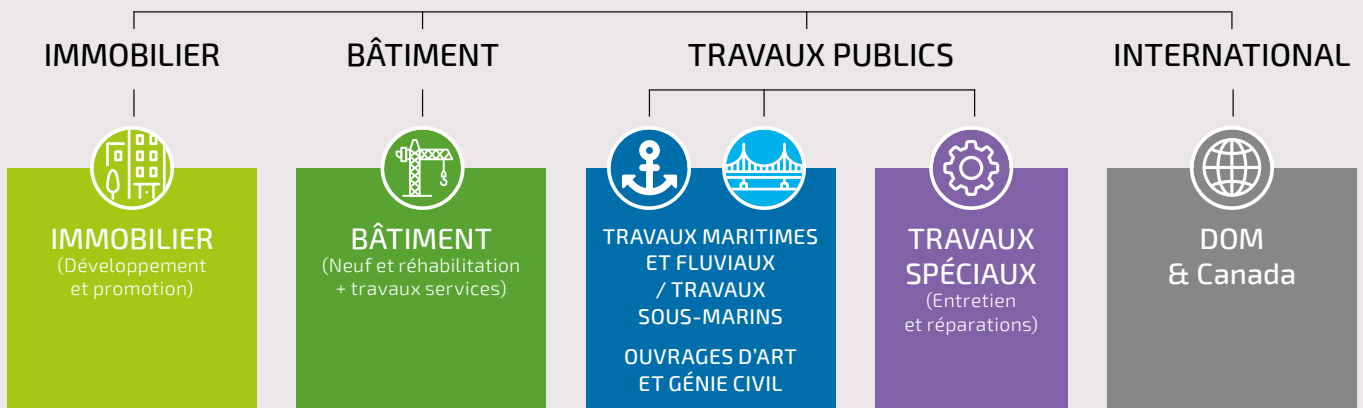 IMMOBILIER
BÂTIMENT
TRAVAUX PUBLICS
INTERNATIONAL
IMMOBILIER
(Développement
et promotion)
BÂTIMENT
(Neuf et réhabilitation
+ travaux services)
TRAVAUX MARITIMES
ET FLUVIAUX
/ TRAVAUX
SOUS-MARINS
OUVRAGES D'ART
ET GÉNIE CIVIL
TRAVAUX
SPÉCIAUX
(Entretien
et réparations)
DOM
& Canada